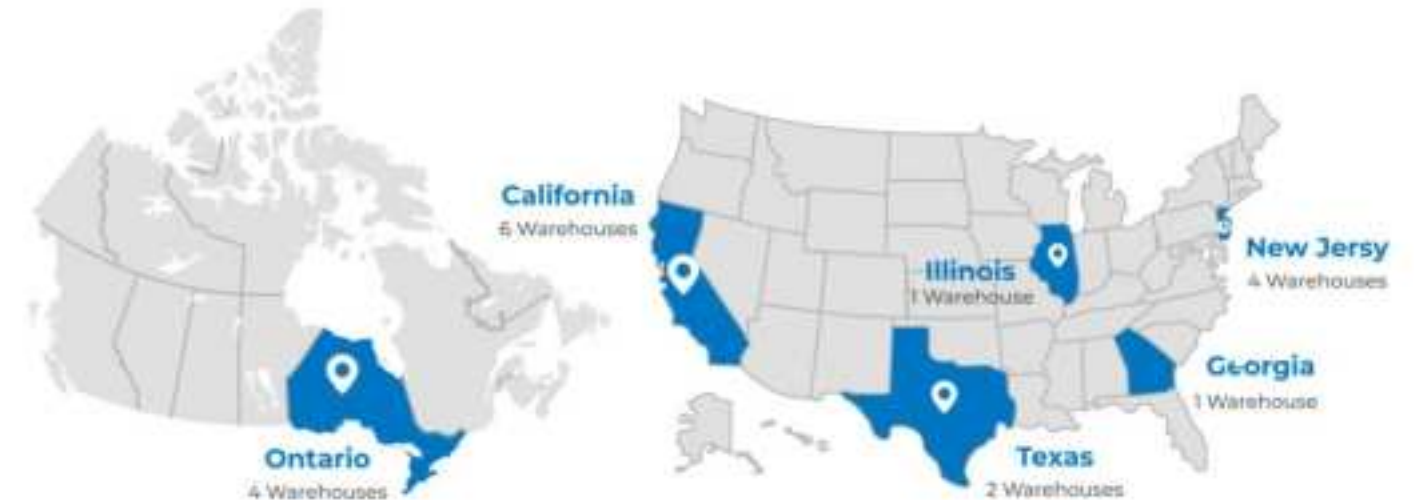 California
6 Warehouses
Illinois
1 Warehouse
New Jersy
4 Warehouses
Georgia
1 Warehouse
Ontario
4 Warehouses
Texas
2 Warehouses